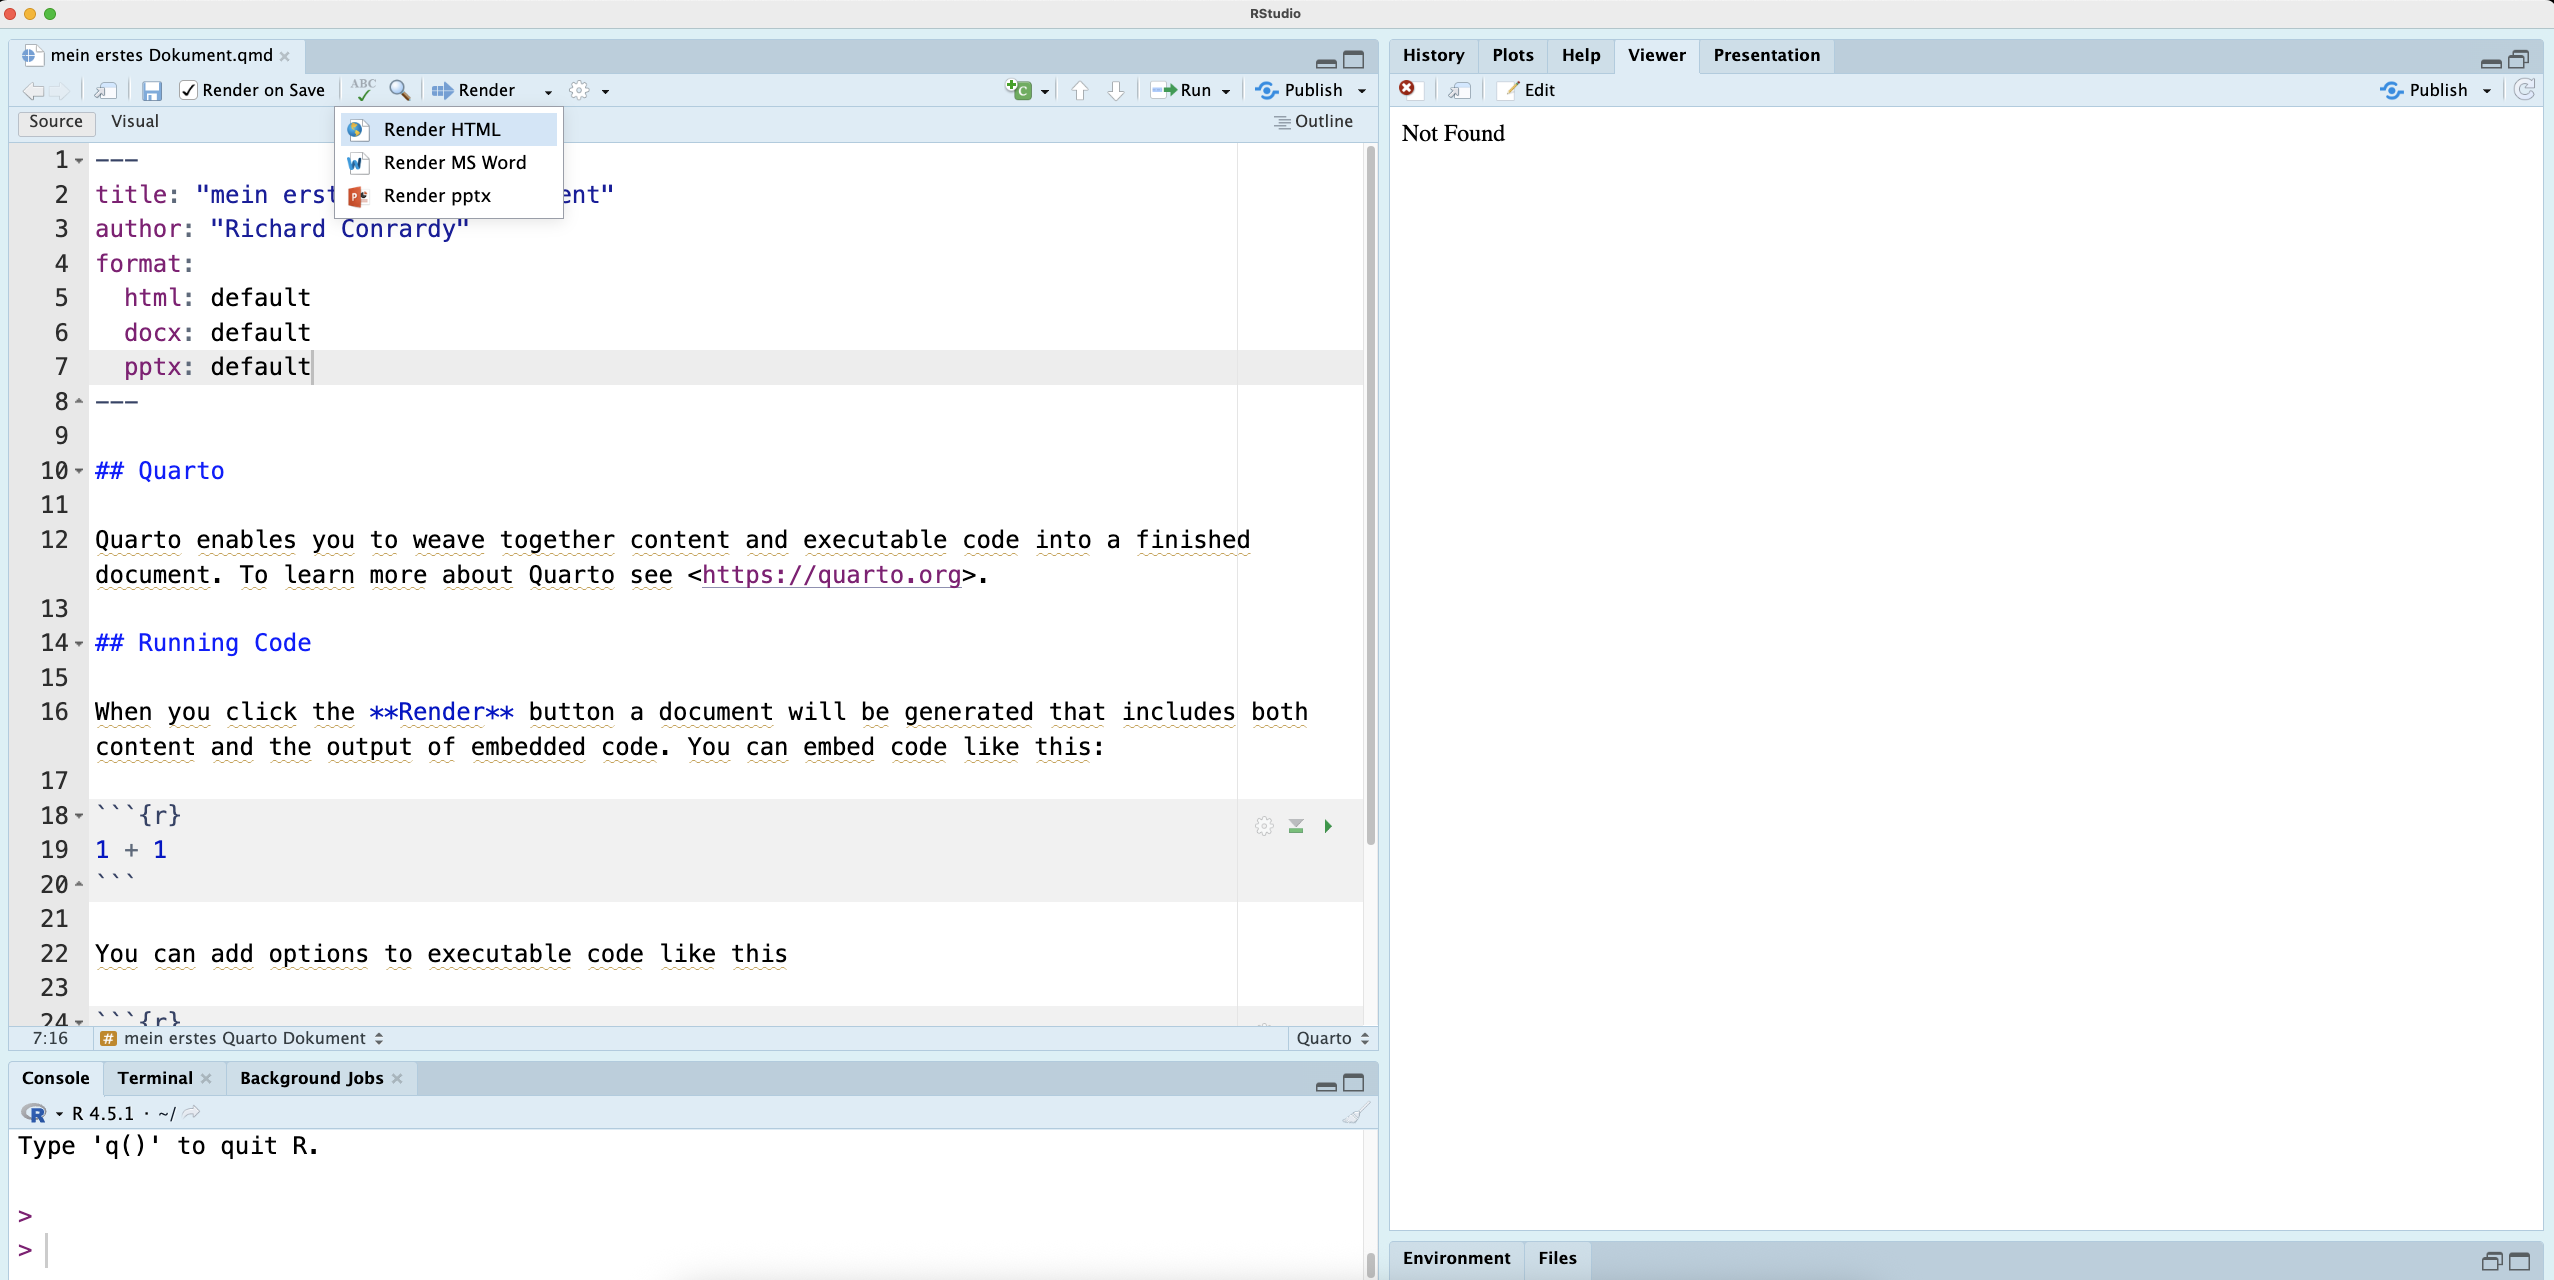 RStudio
mein erstes Dokument.qmd
Render on Save
ABC
Render
Run
Publish
Source
Visual
Outline
Render HTML
Render MS Word
Render pptx
1 ---
2 title: "mein erst ent"
3 author: "Richard Conrardy"
4 format:
5 html: default
6 docx: default
7 pptx: default
8 ---
9
10 ## Quarto
11
12 Quarto enables you to weave together content and executable code into a finished
document. To learn more about Quarto see <https://quarto.org>.
13
14 ## Running Code
15
16 When you click the **Render** button a document will be generated that includes both
content and the output of embedded code. You can embed code like this:
17
18 ```{r}
19 1 + 1
20 ```
21
22 You can add options to executable code like this
23
24 ```{r}
7:16
# mein erstes Quarto Dokument
Quarto
Console
Terminal
Background Jobs
R 4.5.1 · ~/
Type 'q()' to quit R.
>
>
History
Plots
Help
Viewer
Presentation
Edit
Publish
Not Found
Environment
Files